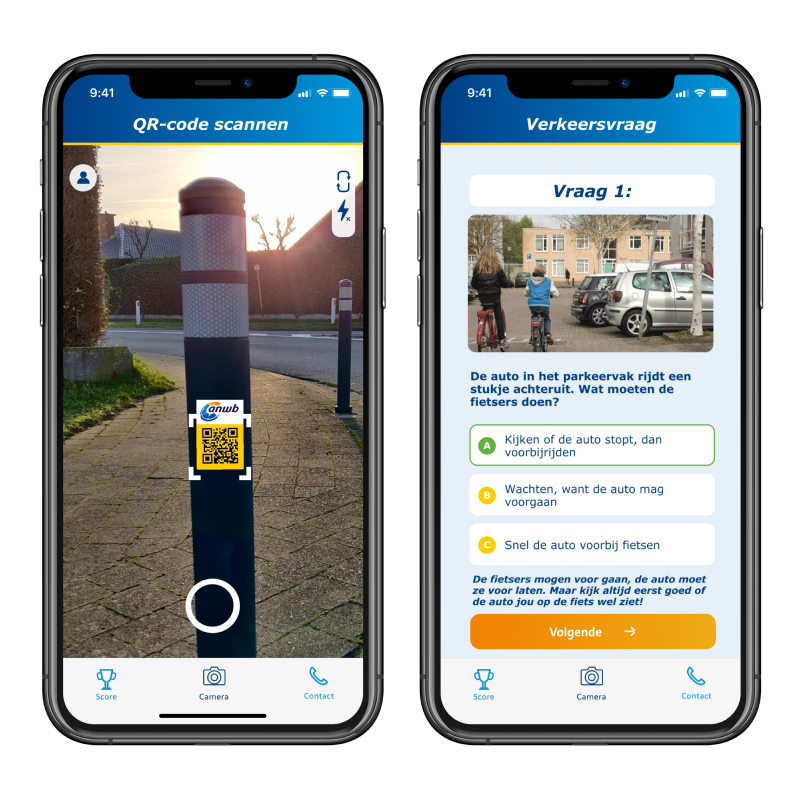 9:41
QR-code scannen
anwb
Score
Camera
Contact
9:41
Verkeersvraag
Vraag 1:
De auto in het parkeervak rijdt een
stukje achteruit. Wat moeten de
fietsers doen?
A
Kijken of de auto stopt, dan
voorbijrijden
B
Wachten, want de auto mag
voorgaan
C
Snel de auto voorbij fietsen
De fietsers mogen voor gaan, de auto moet
ze voor laten. Maar kijk altijd eerst goed of
de auto jou op de fiets wel ziet!
Volgende
Score
Camera
Contact